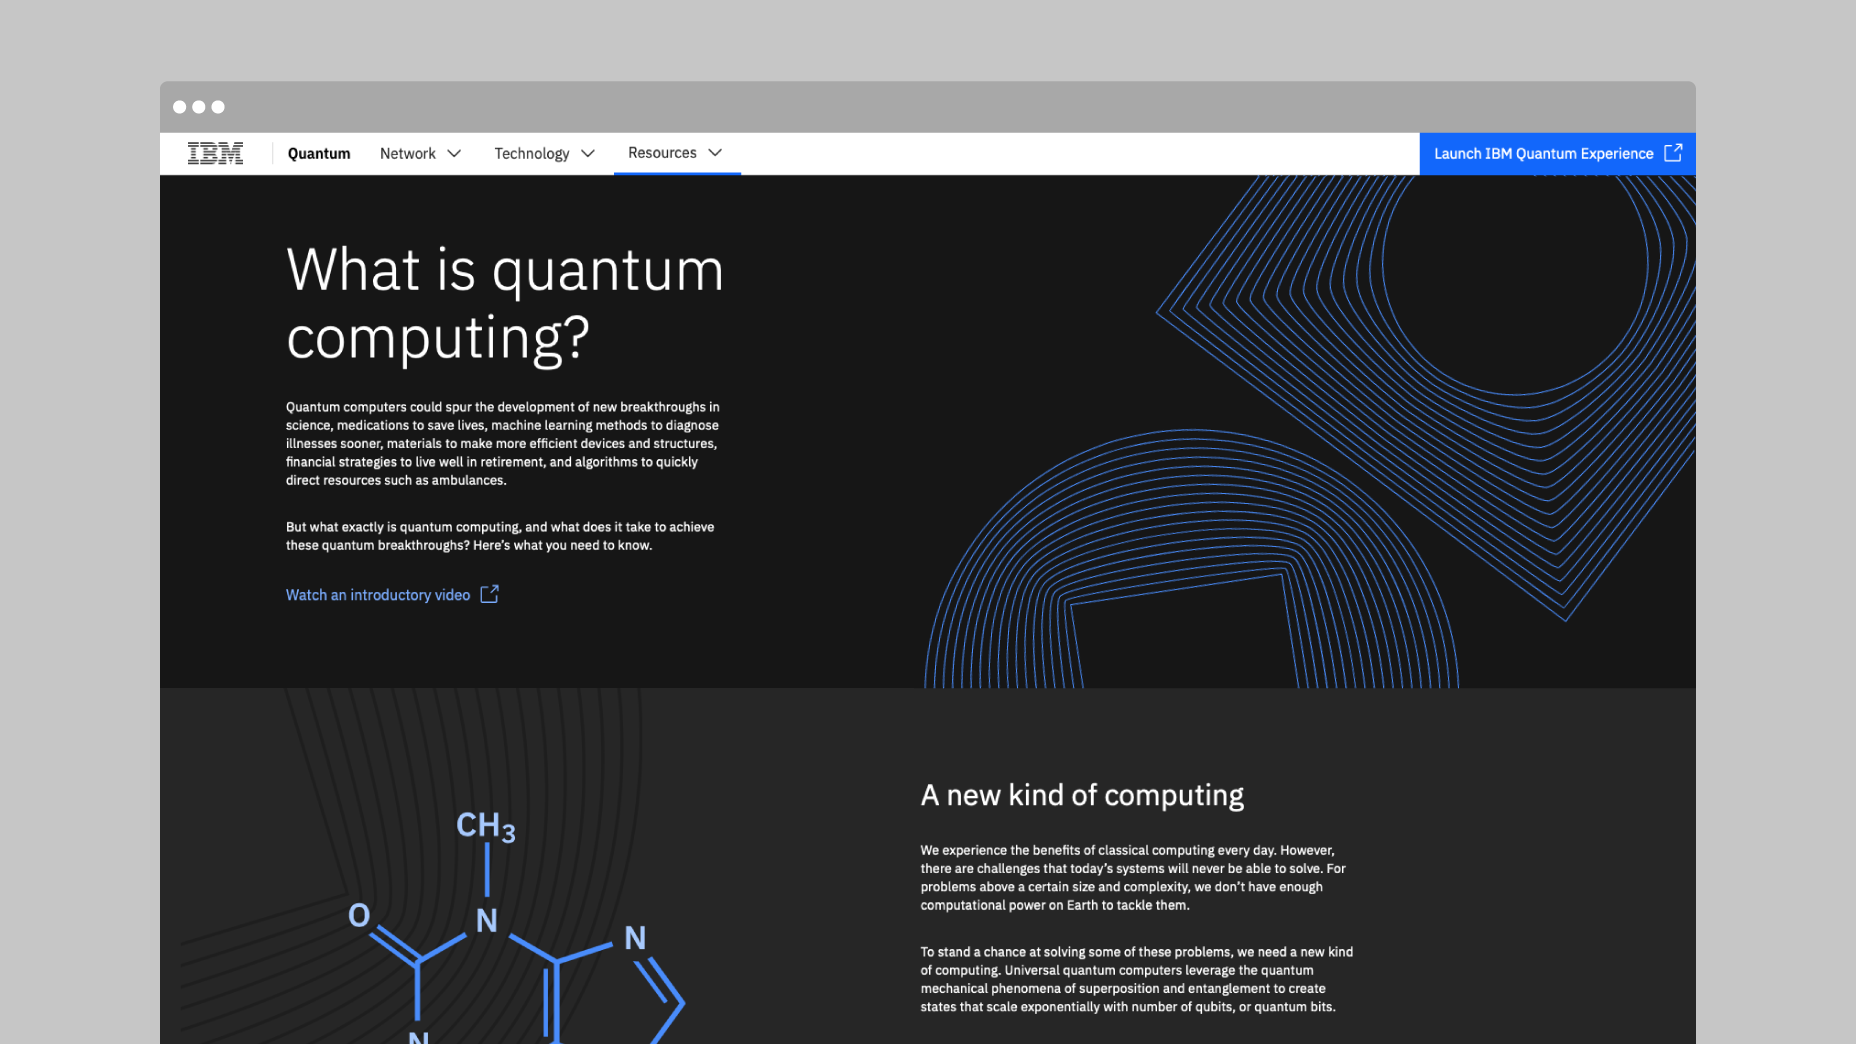 IBM Quantum Network Technology Resources Launch IBM Quantum Experience
What is quantum
computing?
Quantum computers could spur the development of new breakthroughs in
science, medications to save lives, machine learning methods to diagnose
illnesses sooner, materials to make more efficient devices and structures,
financial strategies to live well in retirement, and algorithms to quickly
direct resources such as ambulances.
But what exactly is quantum computing, and what does it take to achieve
these quantum breakthroughs? Here’s what you need to know.
Watch an introductory video
CH₃
O
N
N
N
A new kind of computing
We experience the benefits of classical computing every day. However,
there are challenges that today’s systems will never be able to solve. For
problems above a certain size and complexity, we don’t have enough
computational power on Earth to tackle them.
To stand a chance at solving some of these problems, we need a new kind
of computing. Universal quantum computers leverage the quantum
mechanical phenomena of superposition and entanglement to create
states that scale exponentially with number of qubits, or quantum bits.